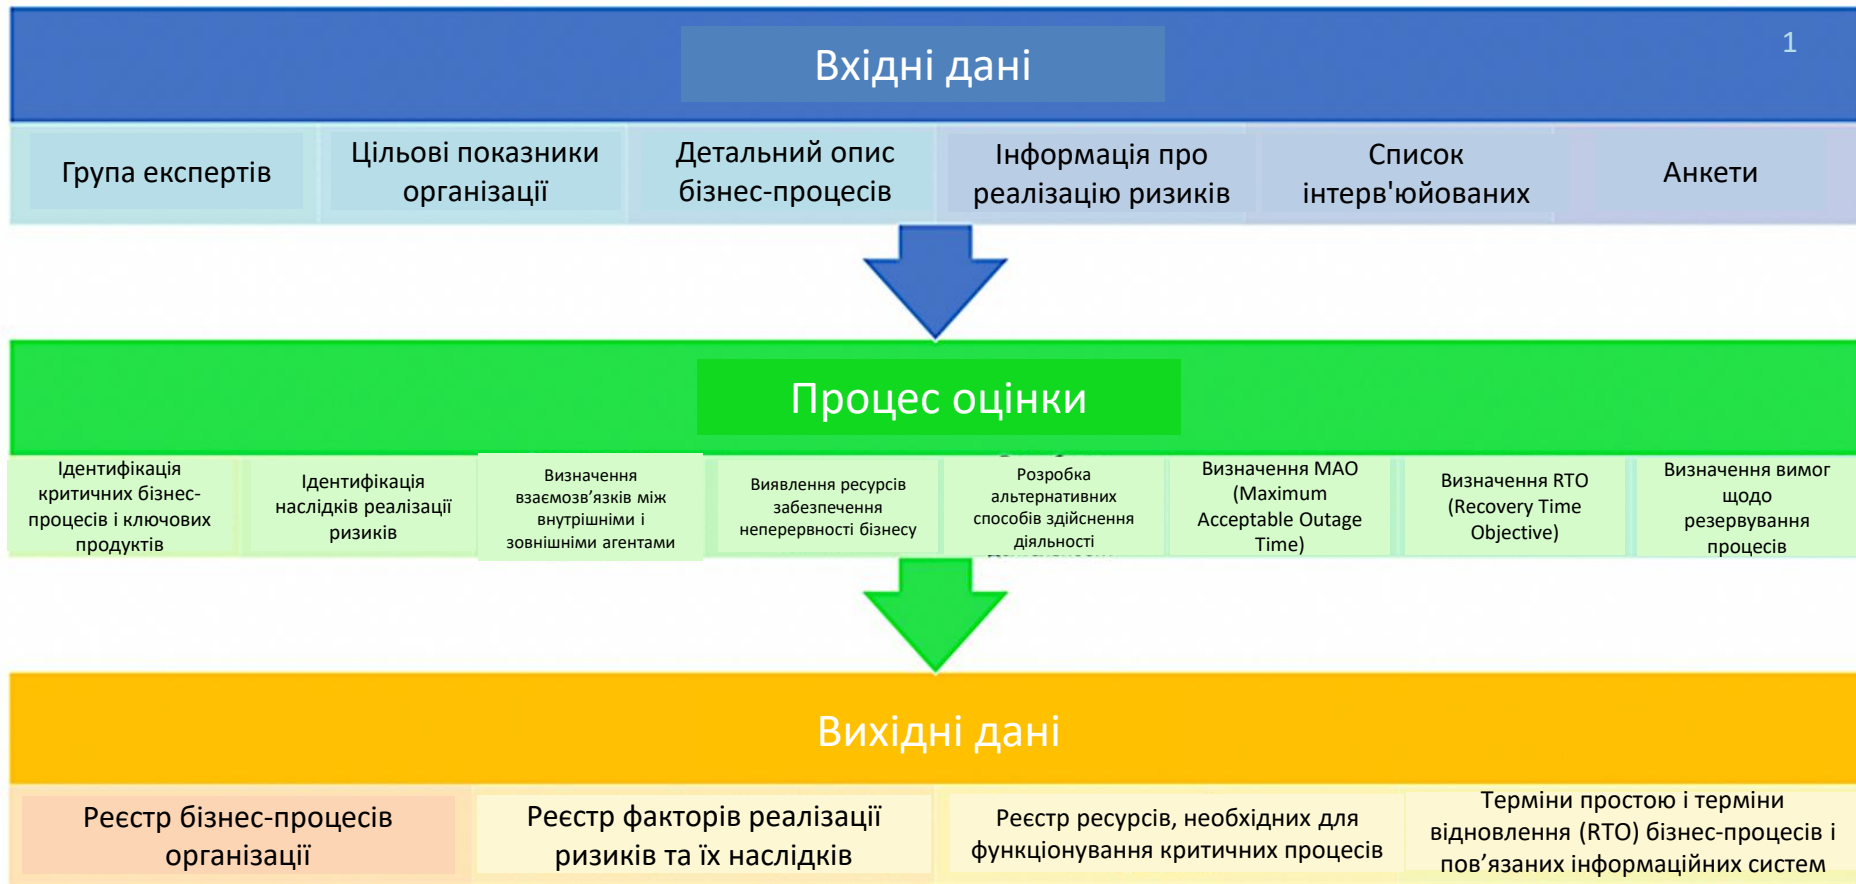 1
Вхідні дані
Група експертів
Цільові показники
організації
Детальний опис
бізнес-процесів
Інформація про
реалізацію ризиків
Список
інтерв'юйованих
Анкети
Процес оцінки
Ідентифікація
критичних бізнес-
процесів і ключових
продуктів
Ідентифікація
наслідків реалізації
ризиків
Визначення
взаємозв’язків між
внутрішніми і
зовнішніми агентами
Виявлення ресурсів
забезпечення
неперервності бізнесу
Розробка
альтернативних
способів здійснення
діяльності
Визначення MAO
(Maximum
Acceptable Outage
Time)
Визначення RTO
(Recovery Time
Objective)
Визначення вимог
щодо
резервування
процесів
Вихідні дані
Реєстр бізнес-процесів
організації
Реєстр факторів реалізації
ризиків та їх наслідків
Реєстр ресурсів, необхідних для
функціонування критичних процесів
Терміни простою і терміни
відновлення (RTO) бізнес-процесів і
пов’язаних інформаційних систем